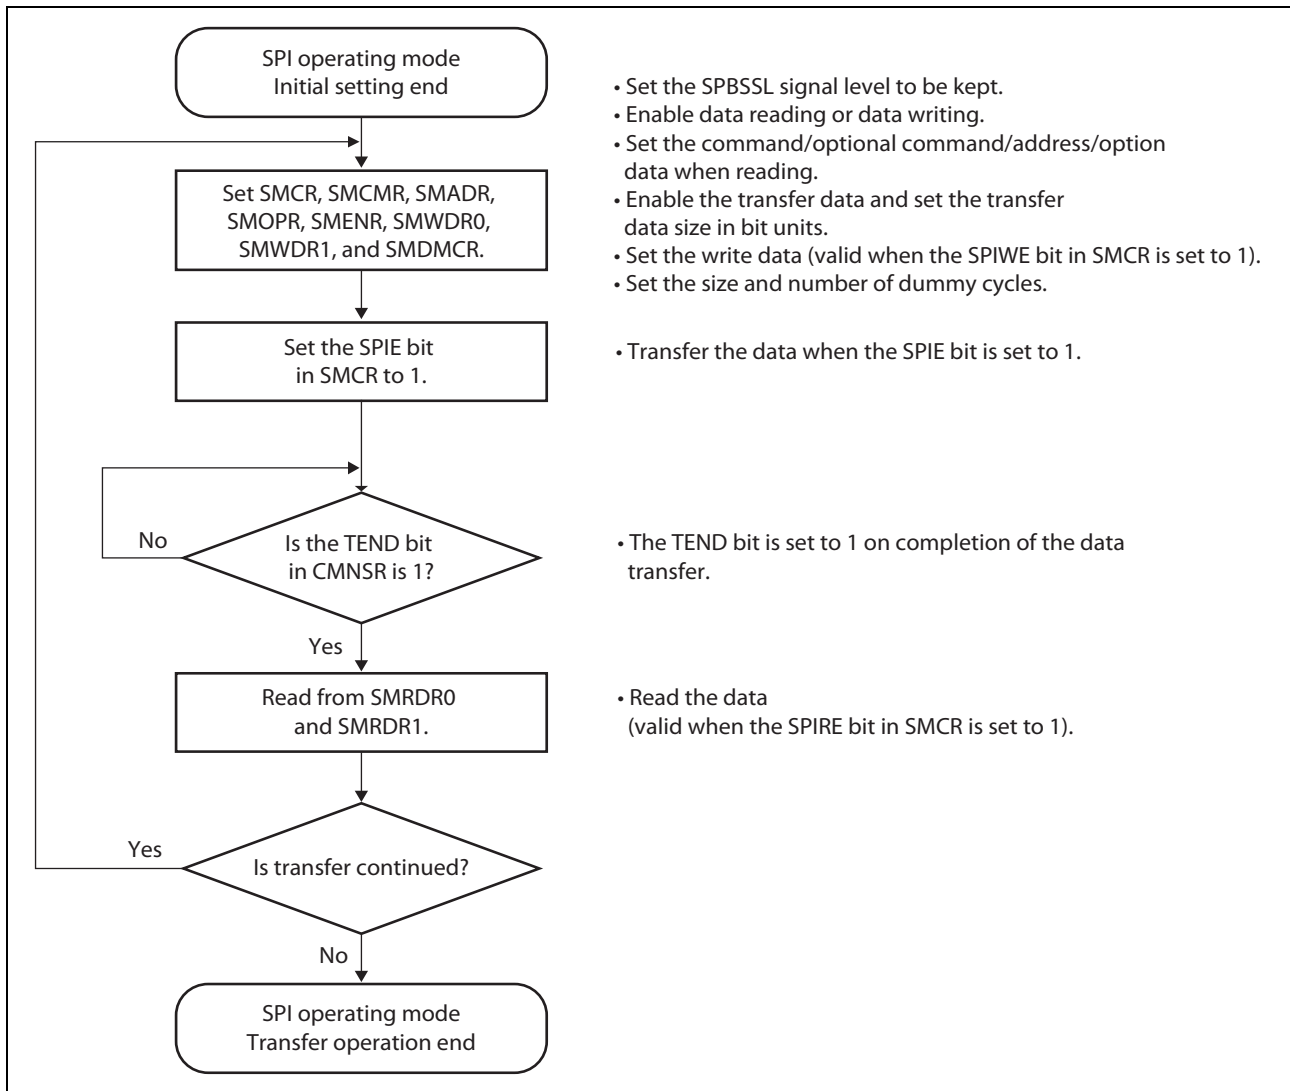 SPI operating mode
Initial setting end
• Set the SPBSSL signal level to be kept.
• Enable data reading or data writing.
• Set the command/optional command/address/option
data when reading.
• Enable the transfer data and set the transfer
data size in bit units.
• Set the write data (valid when the SPIWE bit in SMCR is set to 1).
• Set the size and number of dummy cycles.
Set SMCR, SMCMR, SMADR,
SMOPR, SMENR, SMWDR0,
SMWDR1, and SMDMCR.
Set the SPIE bit
in SMCR to 1.
• Transfer the data when the SPIE bit is set to 1.
No
Is the TEND bit
in CMNSR is 1?
• The TEND bit is set to 1 on completion of the data
transfer.
Yes
Read from SMRDR0
and SMRDR1.
• Read the data
(valid when the SPIRE bit in SMCR is set to 1).
Yes
Is transfer continued?
No
SPI operating mode
Transfer operation end